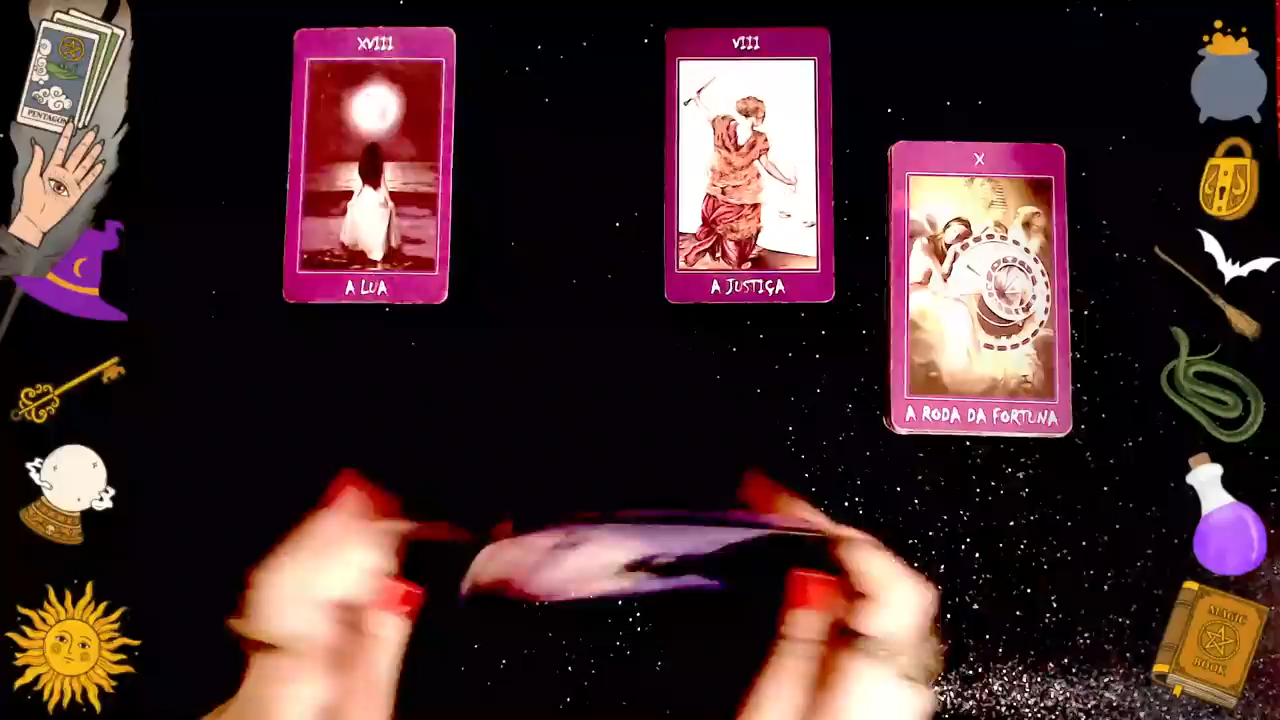 PENTAGON
XVIII
A LUA
VIII
A JUSTIÇA
X
A RODA DA FORTUNA
MAGIC
BOOK